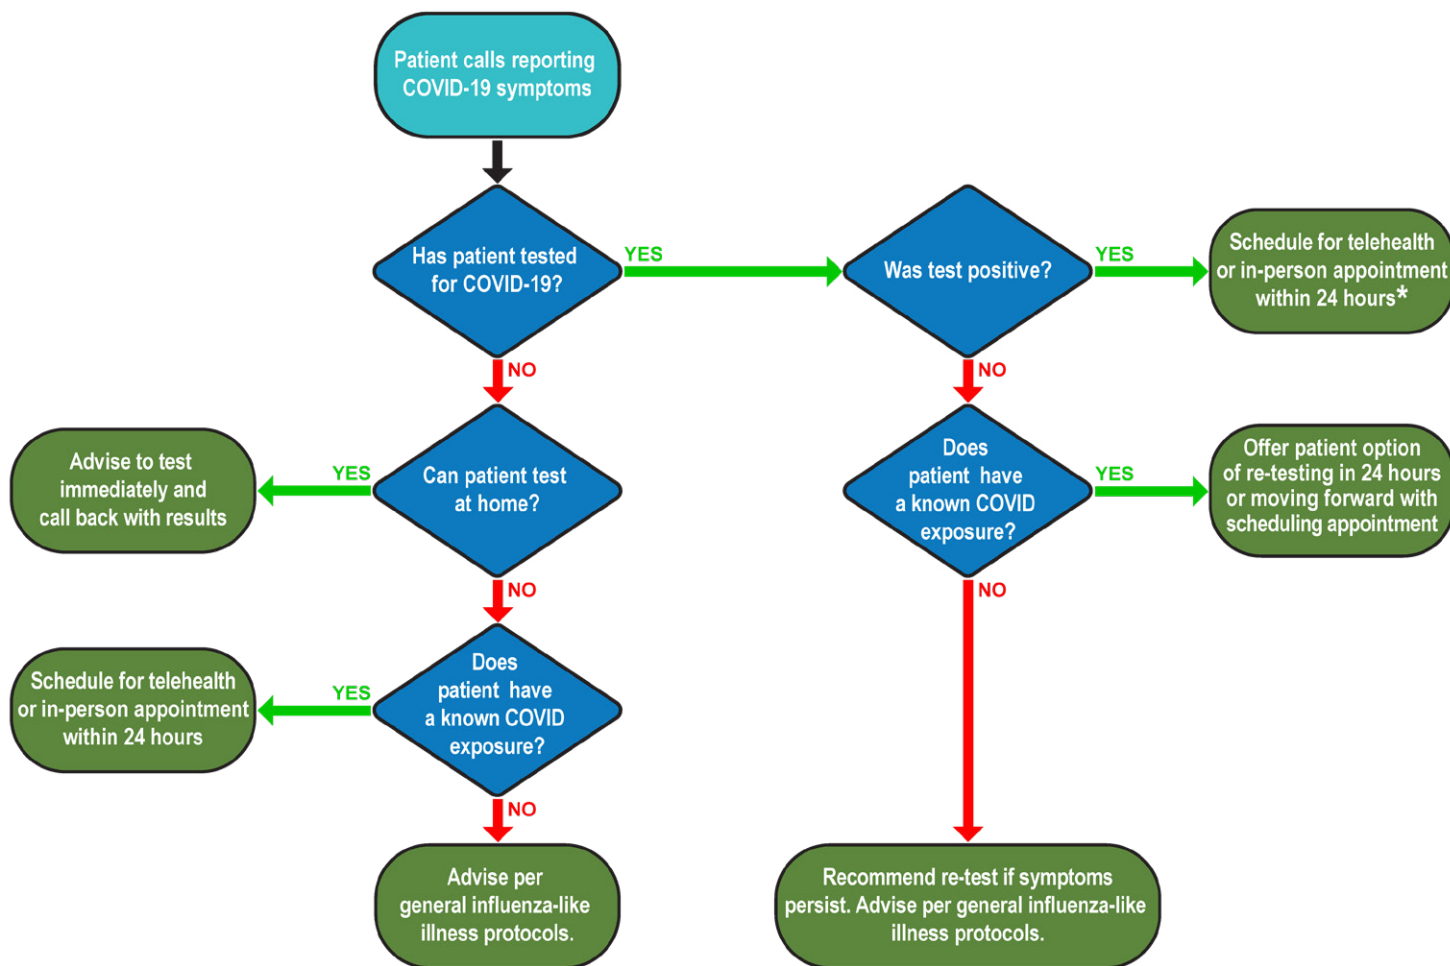 Patient calls reporting
COVID-19 symptoms
Has patient tested
for COVID-19?
YES
Was test positive?
YES
Schedule for telehealth
or in-person appointment
within 24 hours*
NO
NO
Advise to test
immediately and
call back with results
YES
Can patient test
at home?
Does
patient have
a known COVID
exposure?
YES
Offer patient option
of re-testing in 24 hours
or moving forward with
scheduling appointment
NO
NO
Schedule for telehealth
or in-person appointment
within 24 hours
YES
Does
patient have
a known COVID
exposure?
NO
Advise per
general influenza-like
illness protocols.
Recommend re-test if symptoms
persist. Advise per general influenza-like
illness protocols.